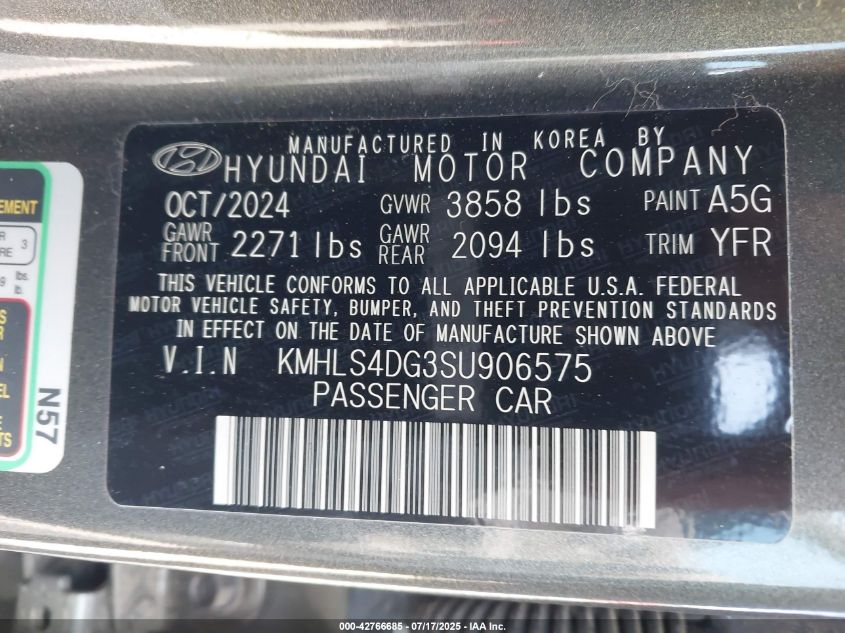 MANUFACTURED IN KOREA BY
HYUNDAI MOTOR COMPANY
OCT/2024 GVWR 3858 lbs PAINT A5G
GAWR FRONT 2271 lbs GAWR REAR 2094 lbs TRIM YFR
THIS VEHICLE CONFORMS TO ALL APPLICABLE U.S.A. FEDERAL
MOTOR VEHICLE SAFETY, BUMPER, AND THEFT PREVENTION STANDARDS
IN EFFECT ON THE DATE OF MANUFACTURE SHOWN ABOVE
V.I.N KMHLS4DG3SU906575
PASSENGER CAR
EMENT
3
lbs.
N57
000-42766685 - 07/17/2025 - IAA, Inc.